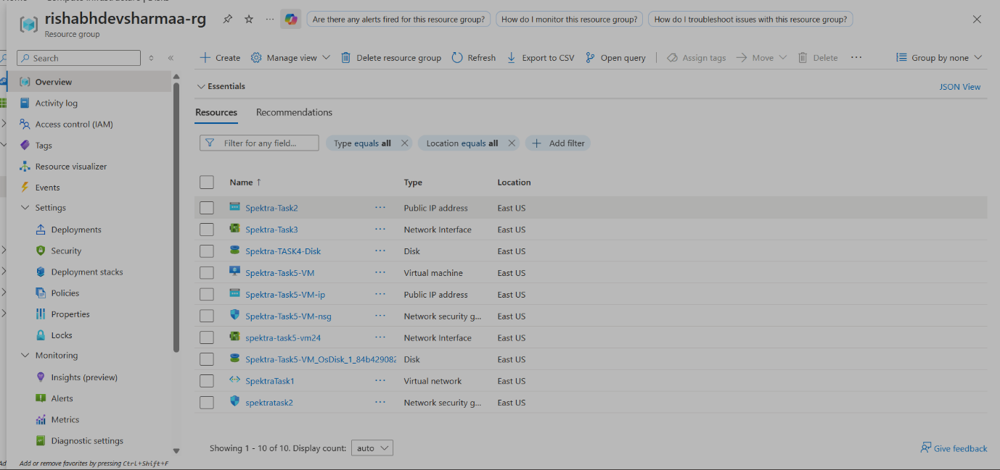 rishabhdevsharmaa-rg
Resource group
Are there any alerts fired for this resource group?
How do I monitor this resource group?
How do I troubleshoot issues with this resource group?
Search
Create
Manage view
Delete resource group
Refresh
Export to CSV
Open query
Assign tags
Move
Delete
Group by none
Overview
Activity log
Access control (IAM)
Tags
Resource visualizer
Events
Settings
Deployments
Security
Deployment stacks
Policies
Properties
Locks
Monitoring
Insights (preview)
Alerts
Metrics
Diagnostic settings
Add or remove favorites by pressing Ctrl+Shift+F
Essentials
JSON View
Resources Recommendations
Filter for any field...
Type equals all
Location equals all
Add filter
Name ↑ Type Location
Spektra-Task2 ... Public IP address East US
Spektra-Task3 ... Network Interface East US
Spektra-TASK4-Disk ... Disk East US
Spektra-Task5-VM ... Virtual machine East US
Spektra-Task5-VM-ip ... Public IP address East US
Spektra-Task5-VM-nsg ... Network security g... East US
spektra-task5-vm24 ... Network Interface East US
Spektra-Task5-VM_OsDisk_1_84b429082 Disk East US
SpektraTask1 ... Virtual network East US
spektratask2 ... Network security g... East US
Showing 1 - 10 of 10. Display count: auto
Give feedback